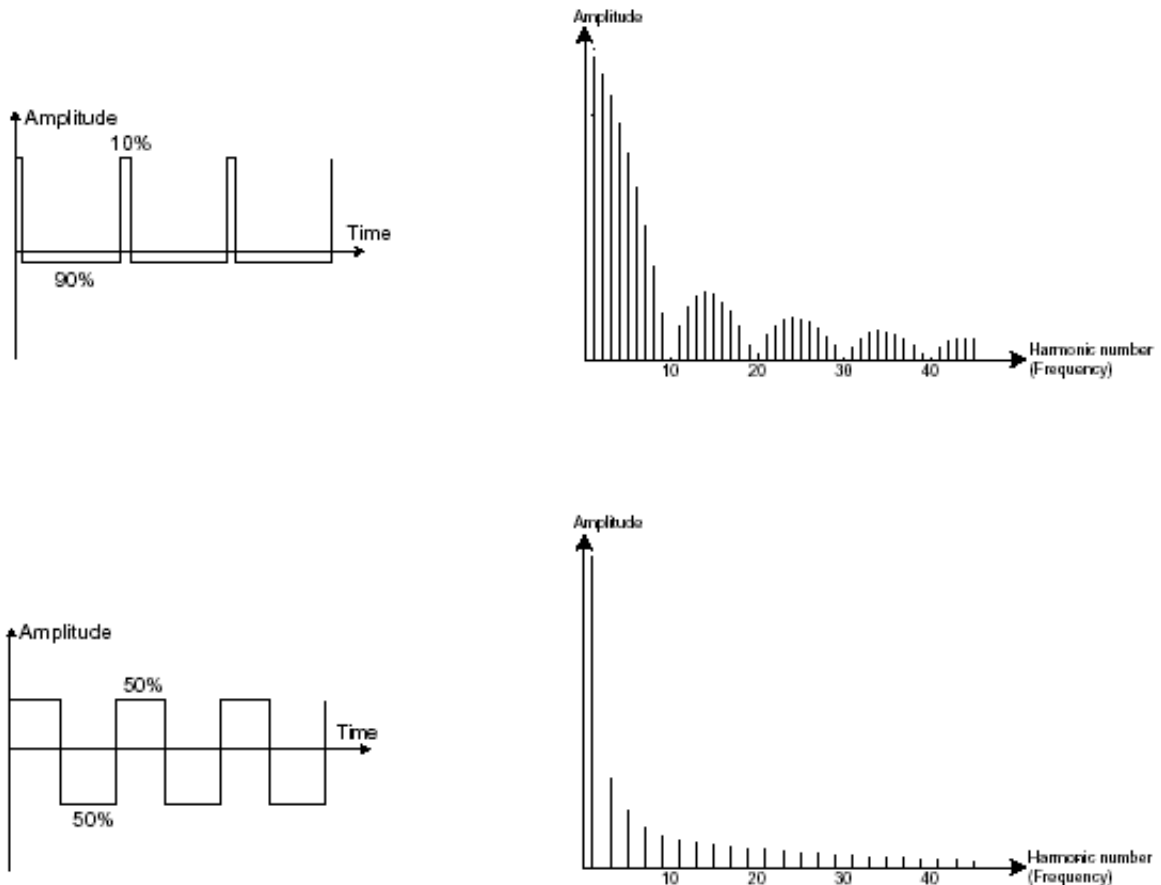 Amplitude
Amplitude
10%
Time
90%
Harmonic number
(Frequency)
10 20 30 40
Amplitude
Amplitude
50%
Time
50%
Harmonic number
(Frequency)
10 20 30 40